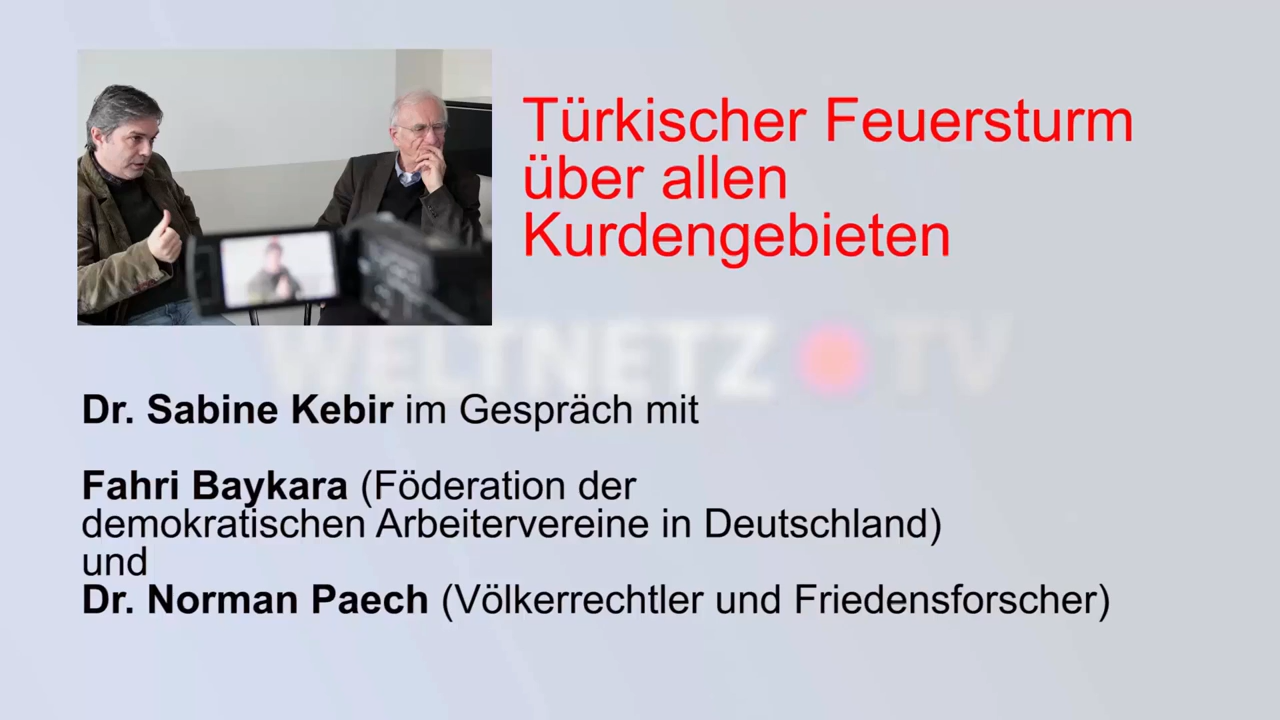 Türkischer Feuersturm
über allen
Kurdengebieten
WELTNETZ TV
Dr. Sabine Kebir im Gespräch mit
Fahri Baykara (Föderation der
demokratischen Arbeitervereine in Deutschland)
und
Dr. Norman Paech (Völkerrechtler und Friedensforscher)